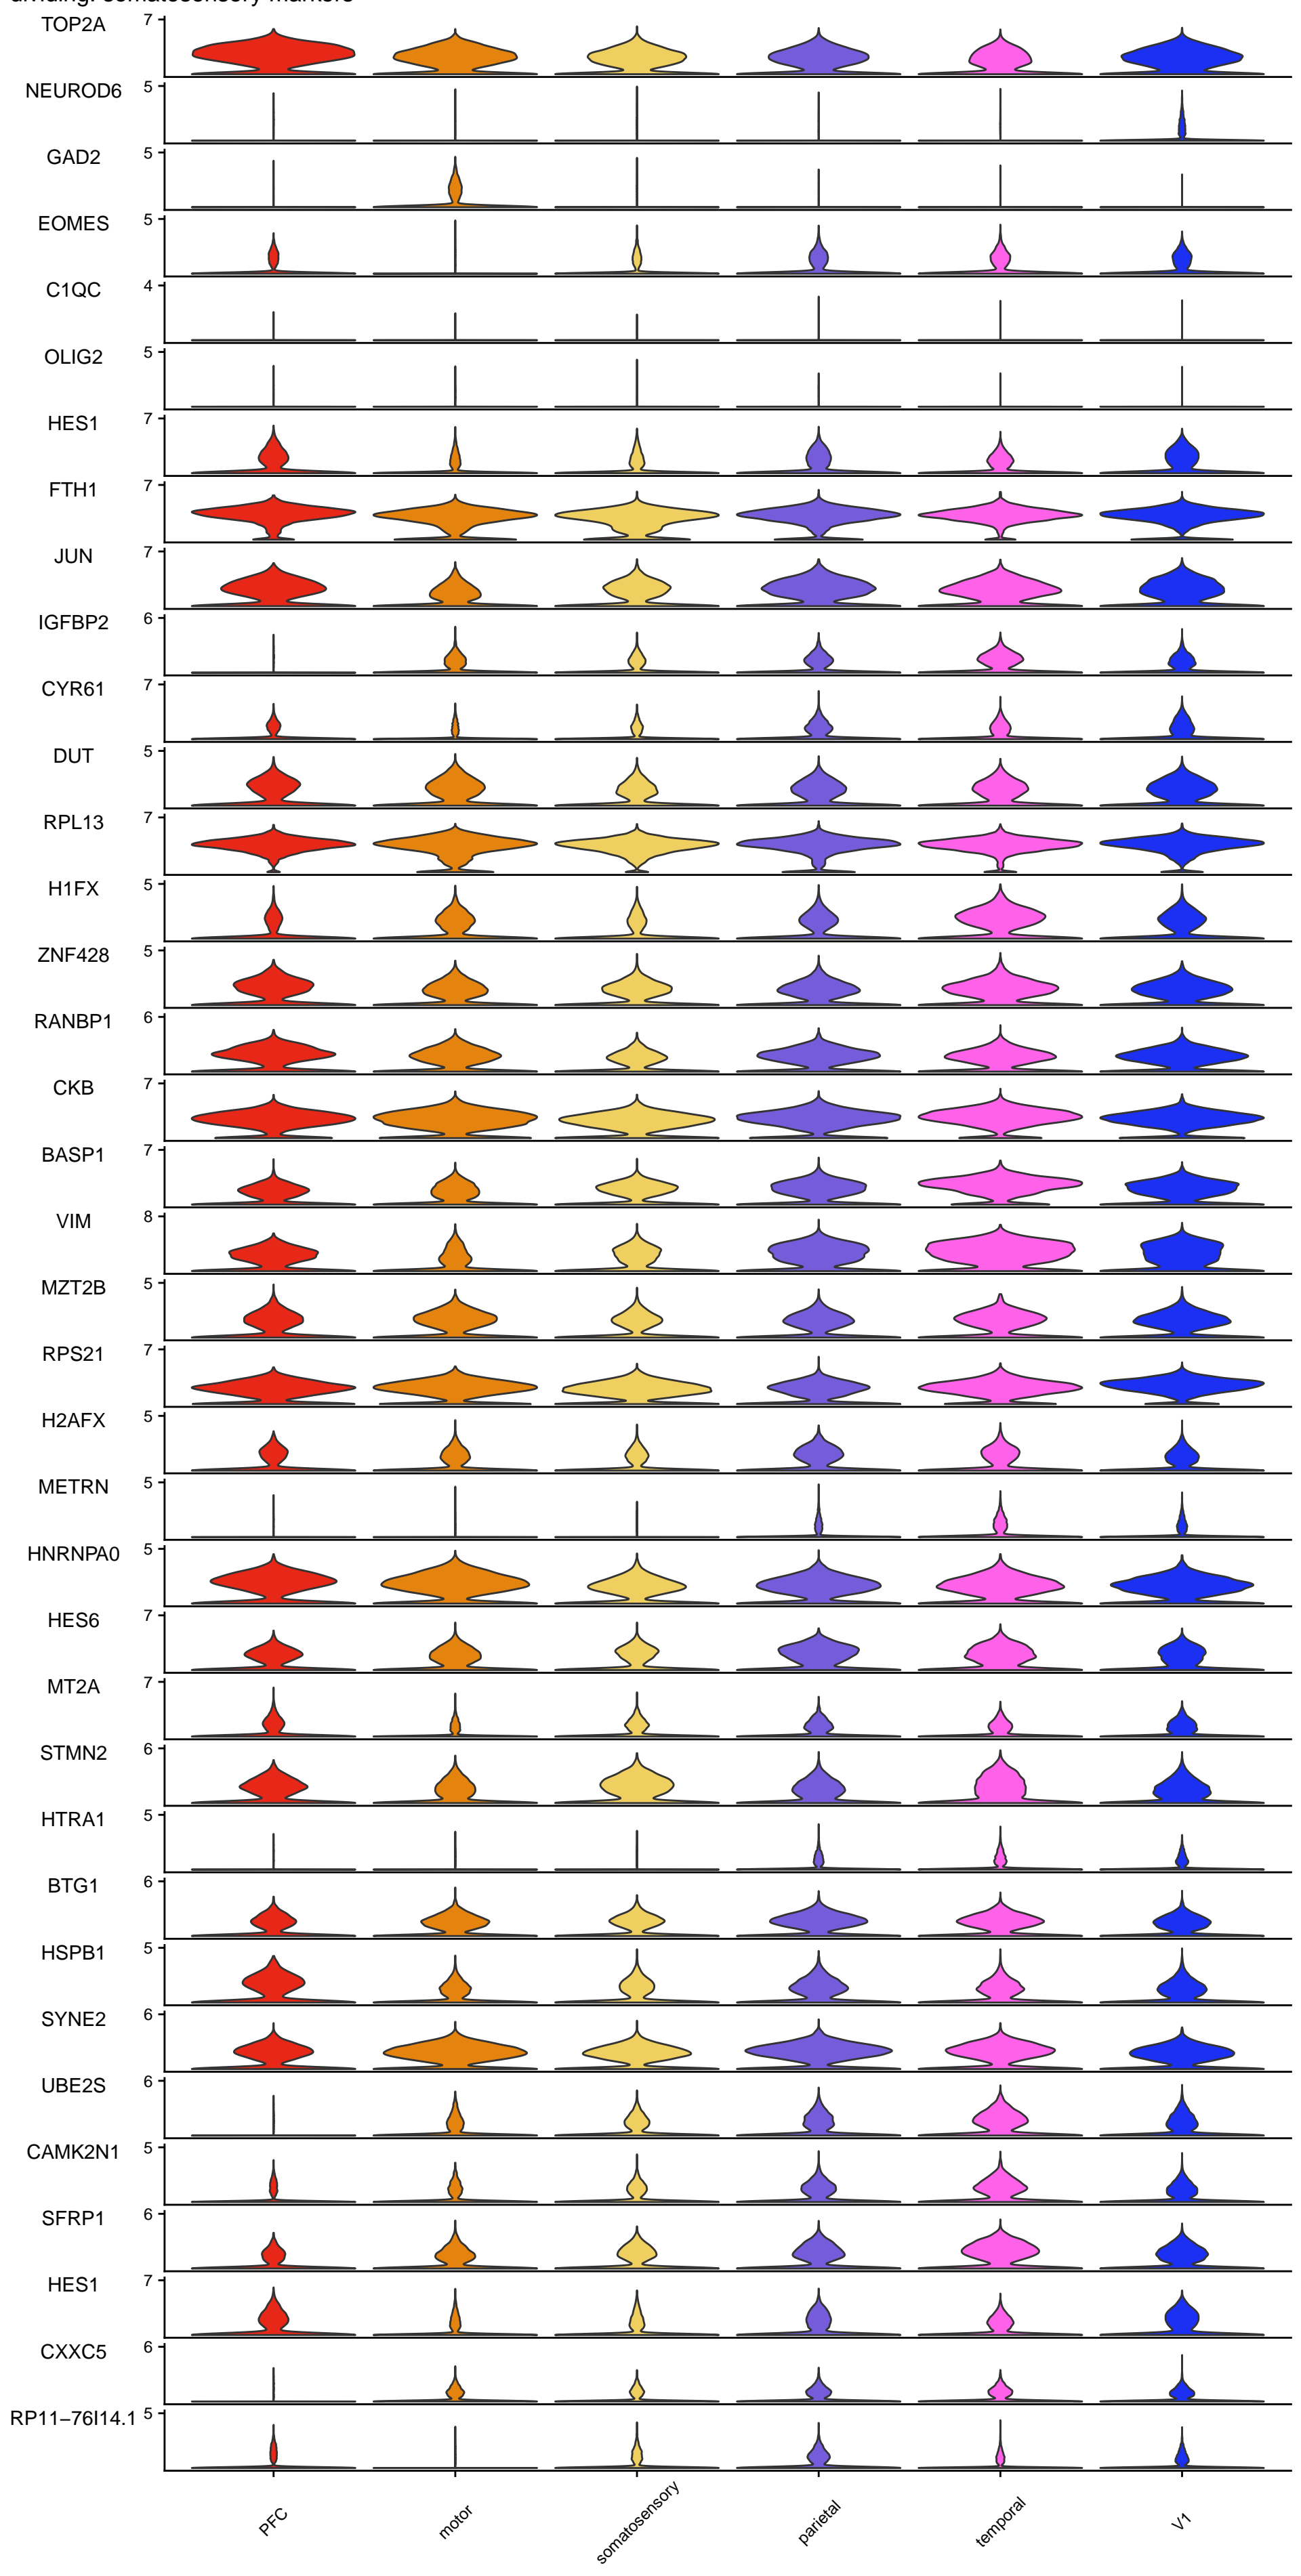 dividing: somatosensory markers
TOP2A 7
NEUROD6 5
GAD2 5
EOMES 5
C1QC 4
OLIG2 5
HES1 7
FTH1 7
JUN 7
IGFBP2 6
CYR61 7
DUT 5
RPL13 7
H1FX 5
ZNF428 5
RANBP1 6
CKB 7
BASP1 7
VIM 8
MZT2B 5
RPS21 7
H2AFX 5
METRN 5
HNRNPA0 5
HES6 7
MT2A 7
STMN2 6
HTRA1 5
BTG1 6
HSPB1 5
SYNE2 6
UBE2S 6
CAMK2N1 5
SFRP1 6
HES1 7
CXXC5 6
RP11−76I14.1 5
PFC motor somatosensory parietal temporal V1